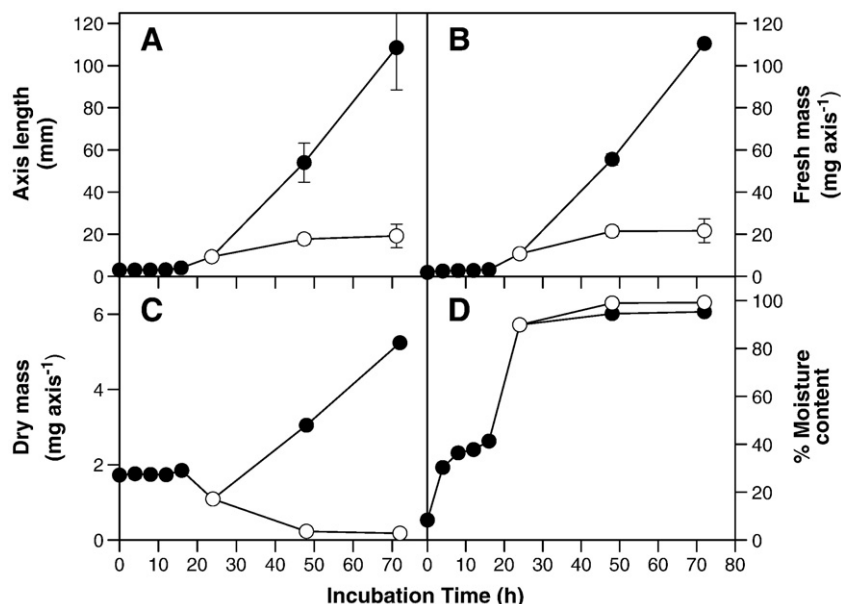 A
B
120
100
80
60
40
20
0
Axis length
(mm)
120
100
80
60
40
20
0
Fresh mass
(mg axis-1)
C
D
6
4
2
0
Dry mass
(mg axis-1)
100
80
60
40
20
0
% Moisture
content
0 10 20 30 40 50 60 70 0 10 20 30 40 50 60 70 80
Incubation Time (h)